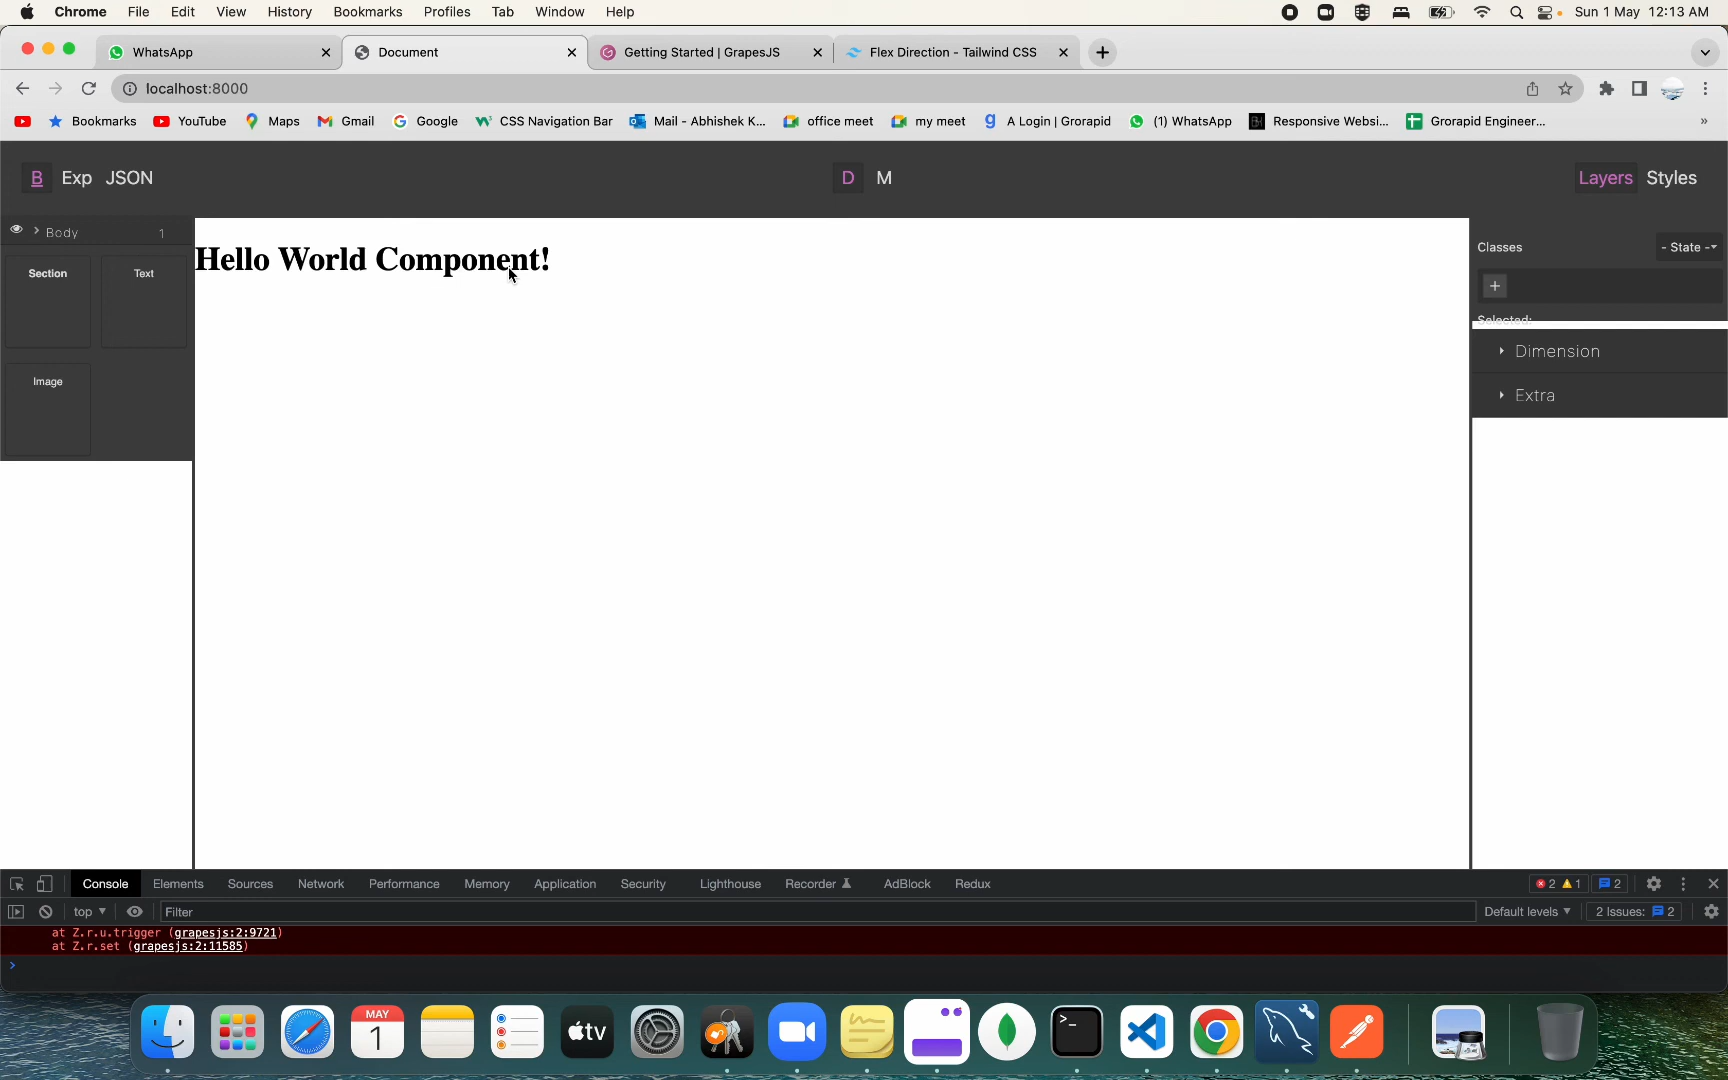 Chrome File Edit View History Bookmarks Profiles Tab Window Help Sun 1 May 12:13 AM
WhatsApp Document Getting Started | GrapesJS Flex Direction - Tailwind CSS
localhost:8000
Bookmarks YouTube Maps Gmail Google CSS Navigation Bar Mail - Abhishek K... office meet my meet A Login | Grorapid (1) WhatsApp Responsive Websi... Grorapid Engineer... »
B Exp JSON D M Layers Styles
Body 1
Section Text
Image
Hello World Component!
Classes - State -
+
Selected:
Dimension
Extra
Console Elements Sources Network Performance Memory Application Security Lighthouse Recorder AdBlock Redux 2 1 2
top Filter Default levels 2 Issues: 2
at Z.r.u.trigger (grapesjs:2:9721)
at Z.r.set (grapesjs:2:11585)
>
MAY
1
tv
>_